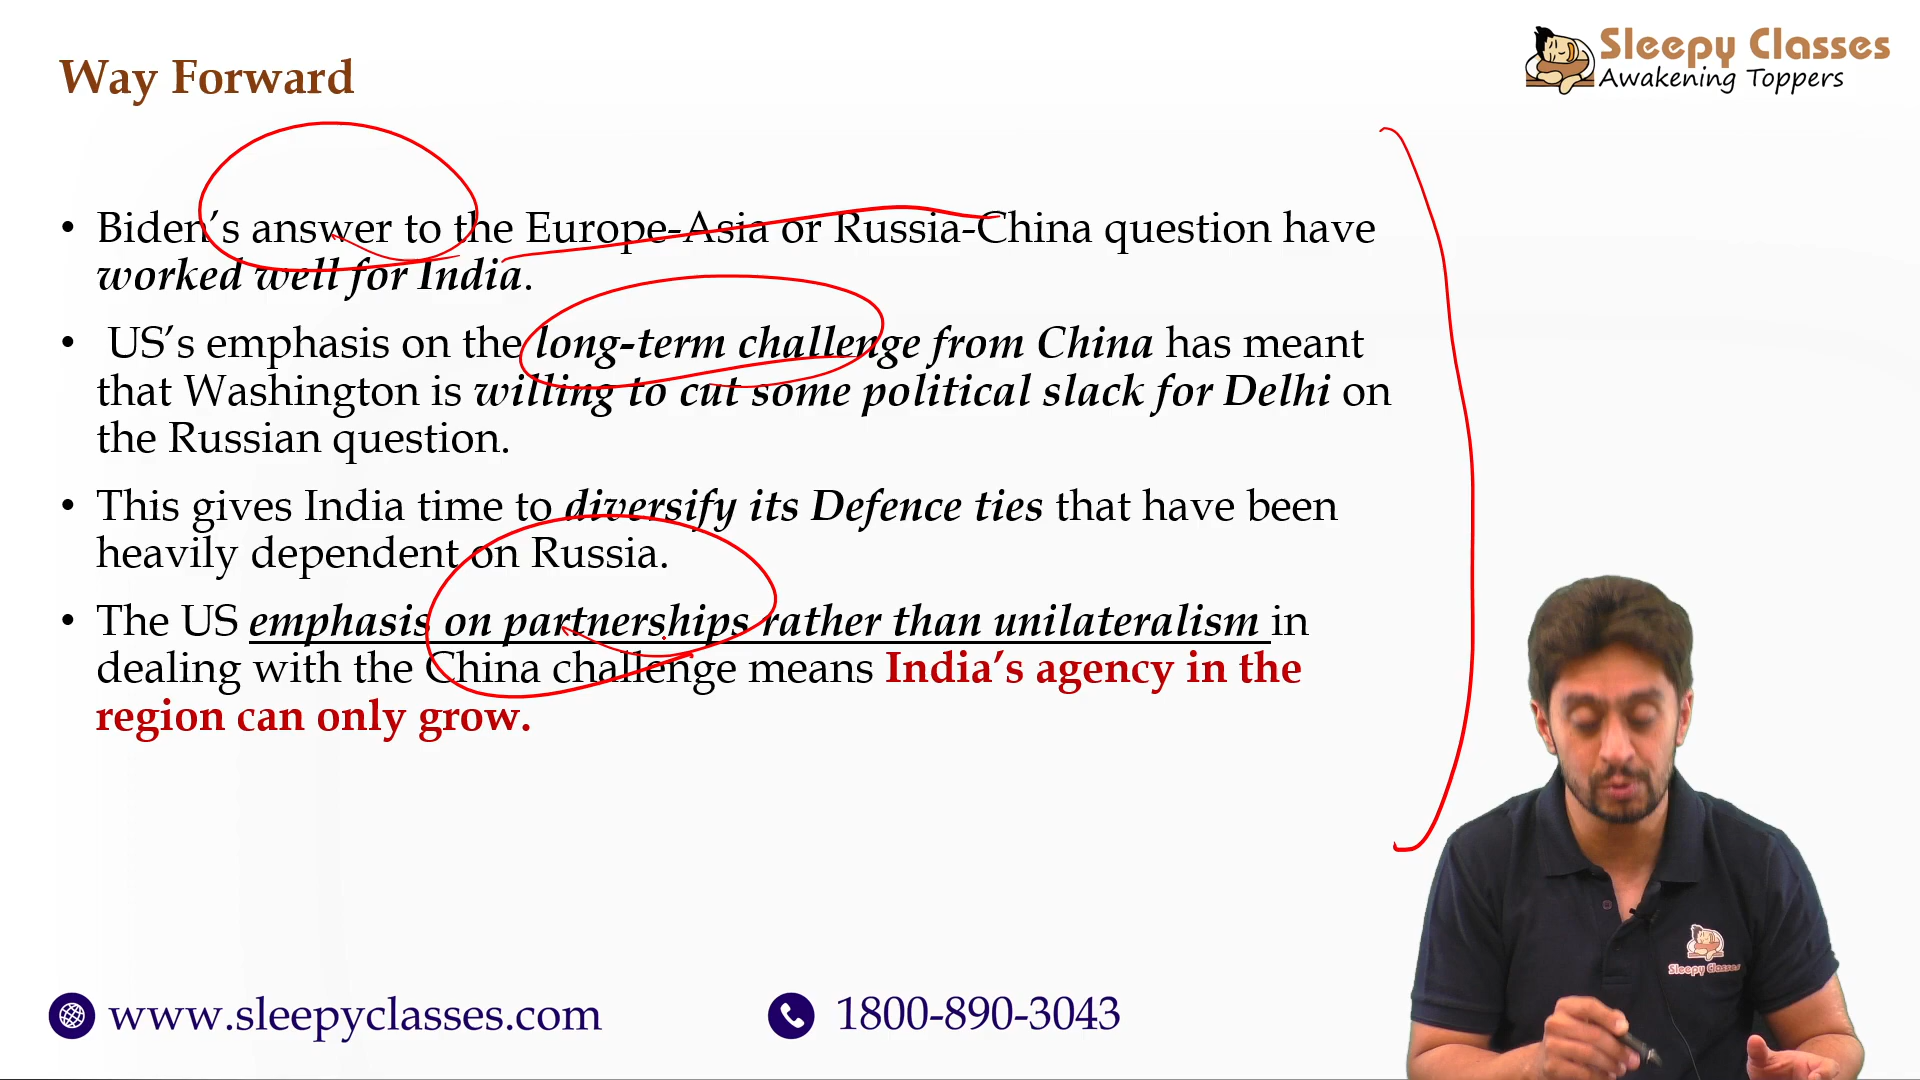 Sleepy Classes
Awakening Toppers
Way Forward
• Biden’s answer to the Europe-Asia or Russia-China question have
worked well for India.
• US’s emphasis on the long-term challenge from China has meant
that Washington is willing to cut some political slack for Delhi on
the Russian question.
• This gives India time to diversify its Defence ties that have been
heavily dependent on Russia.
• The US emphasis on partnerships rather than unilateralism in
dealing with the China challenge means India’s agency in the
region can only grow.
Sleepy Classes
www.sleepyclasses.com
1800-890-3043